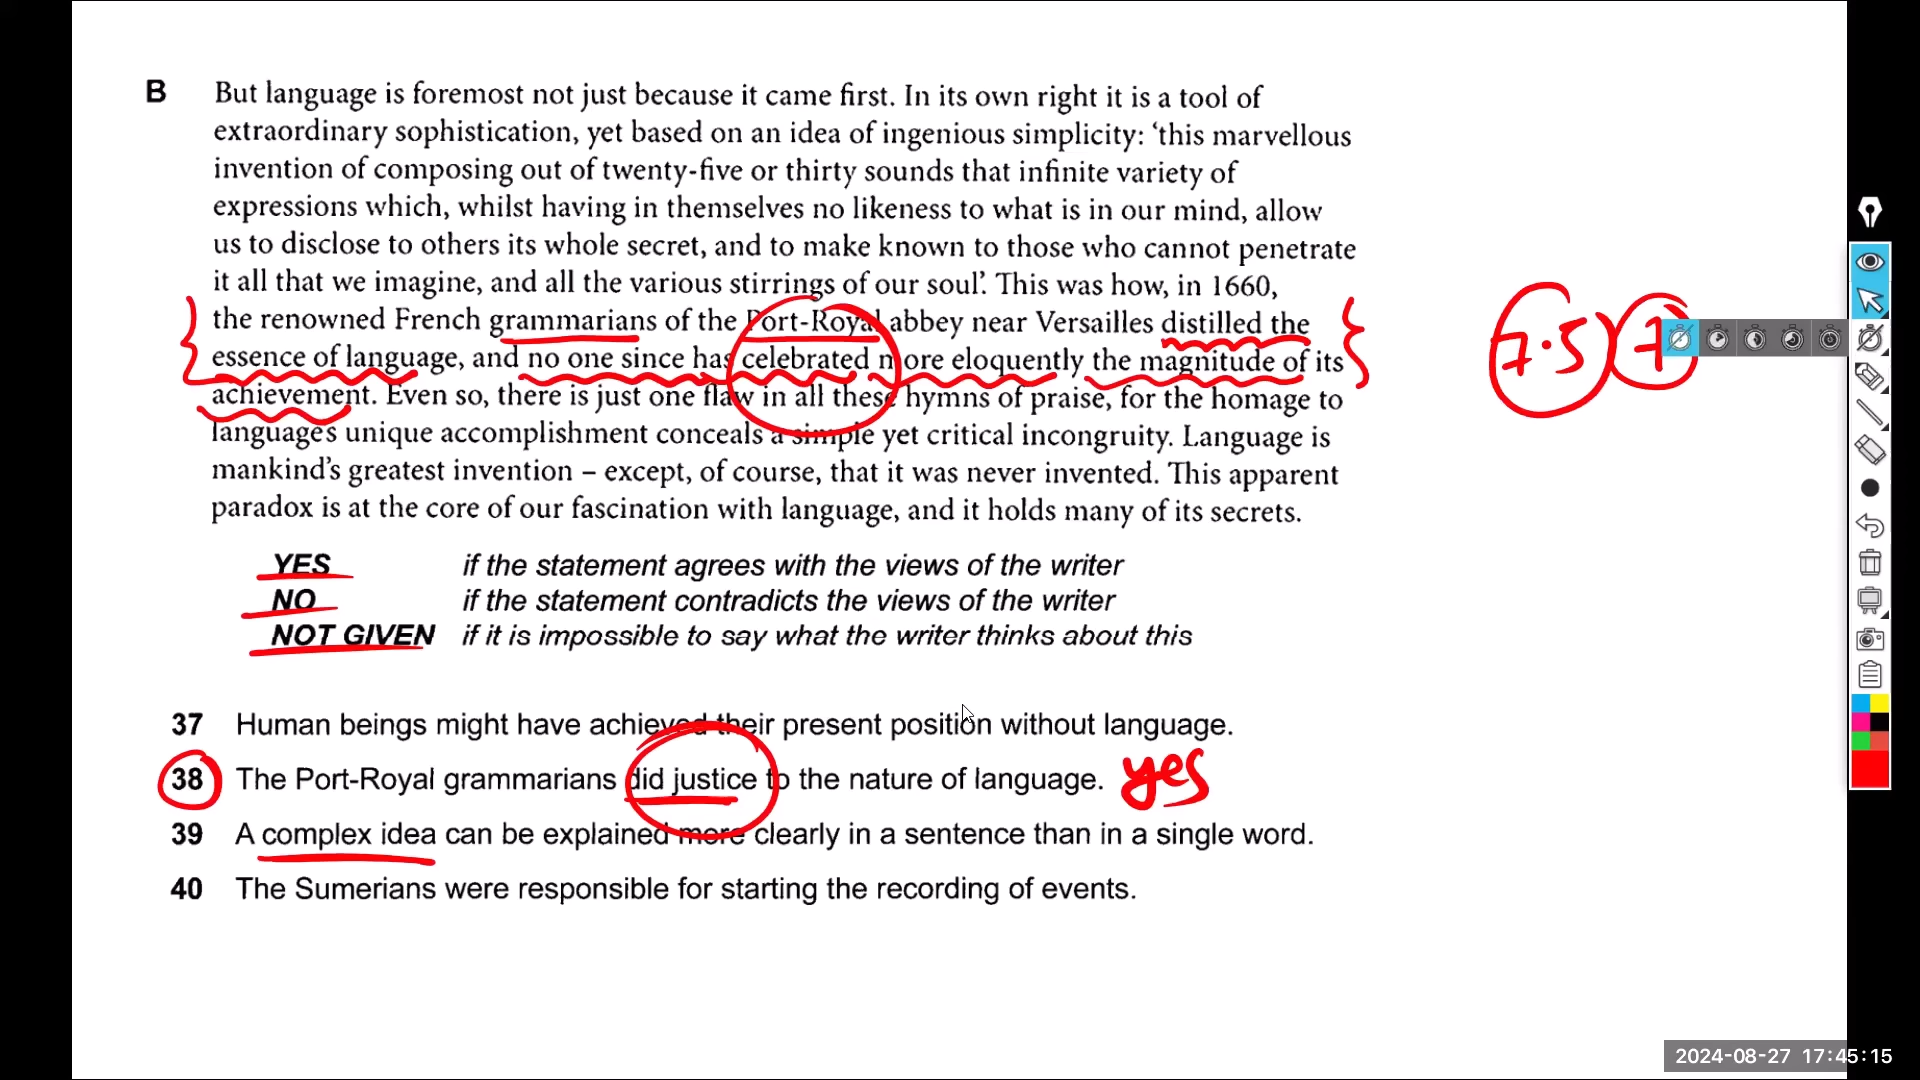 B But language is foremost not just because it came first. In its own right it is a tool of
extraordinary sophistication, yet based on an idea of ingenious simplicity: ‘this marvellous
invention of composing out of twenty-five or thirty sounds that infinite variety of
expressions which, whilst having in themselves no likeness to what is in our mind, allow
us to disclose to others its whole secret, and to make known to those who cannot penetrate
it all that we imagine, and all the various stirrings of our soul’. This was how, in 1660,
the renowned French grammarians of the Port-Royal abbey near Versailles distilled the
essence of language, and no one since has celebrated more eloquently the magnitude of its
achievement. Even so, there is just one flaw in all these hymns of praise, for the homage to
language’s unique accomplishment conceals a simple yet critical incongruity. Language is
mankind’s greatest invention – except, of course, that it was never invented. This apparent
paradox is at the core of our fascination with language, and it holds many of its secrets.
7.5 7
YES if the statement agrees with the views of the writer
NO if the statement contradicts the views of the writer
NOT GIVEN if it is impossible to say what the writer thinks about this
37 Human beings might have achieved their present position without language.
38 The Port-Royal grammarians did justice to the nature of language. yes
39 A complex idea can be explained more clearly in a sentence than in a single word.
40 The Sumerians were responsible for starting the recording of events.
2024-08-27 17:45:15